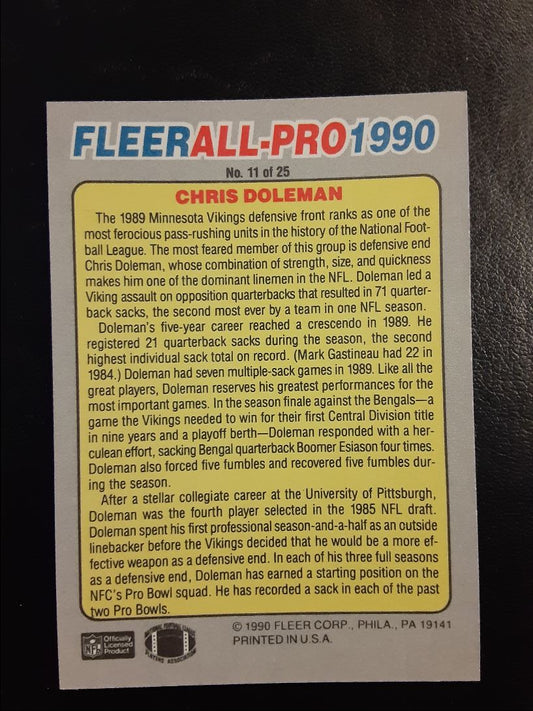 FLEER ALL-PRO 1990
No. 11 of 25
CHRIS DOLEMAN
The 1989 Minnesota Vikings defensive front ranks as one of the
most ferocious pass-rushing units in the history of the National Foot-
ball League. The most feared member of this group is defensive end
Chris Doleman, whose combination of strength, size, and quickness
makes him one of the dominant linemen in the NFL. Doleman led a
Viking assault on opposition quarterbacks that resulted in 71 quarter-
back sacks, the second most ever by a team in one NFL season.
Doleman's five-year career reached a crescendo in 1989. He
registered 21 quarterback sacks during the season, the second
highest individual sack total on record. (Mark Gastineau had 22 in
1984.) Doleman had seven multiple-sack games in 1989. Like all the
great players, Doleman reserves his greatest performances for the
most important games. In the season finale against the Bengals—a
game the Vikings needed to win for their first Central Division title
in nine years and a playoff berth—Doleman responded with a her-
culean effort, sacking Bengal quarterback Boomer Esiason four times.
Doleman also forced five fumbles and recovered five fumbles dur-
ing the season.
After a stellar collegiate career at the University of Pittsburgh,
Doleman was the fourth player selected in the 1985 NFL draft.
Doleman spent his first professional season-and-a-half as an outside
linebacker before the Vikings decided that he would be a more ef-
fective weapon as a defensive end. In each of his three full seasons
as a defensive end, Doleman has earned a starting position on the
NFC's Pro Bowl squad. He has recorded a sack in each of the past
two Pro Bowls.
NFL
Officially
Licensed
Product
NATIONAL FOOTBALL LEAGUE
PLAYERS ASSOCIATION
© 1990 FLEER CORP., PHILA., PA 19141
PRINTED IN U.S.A.